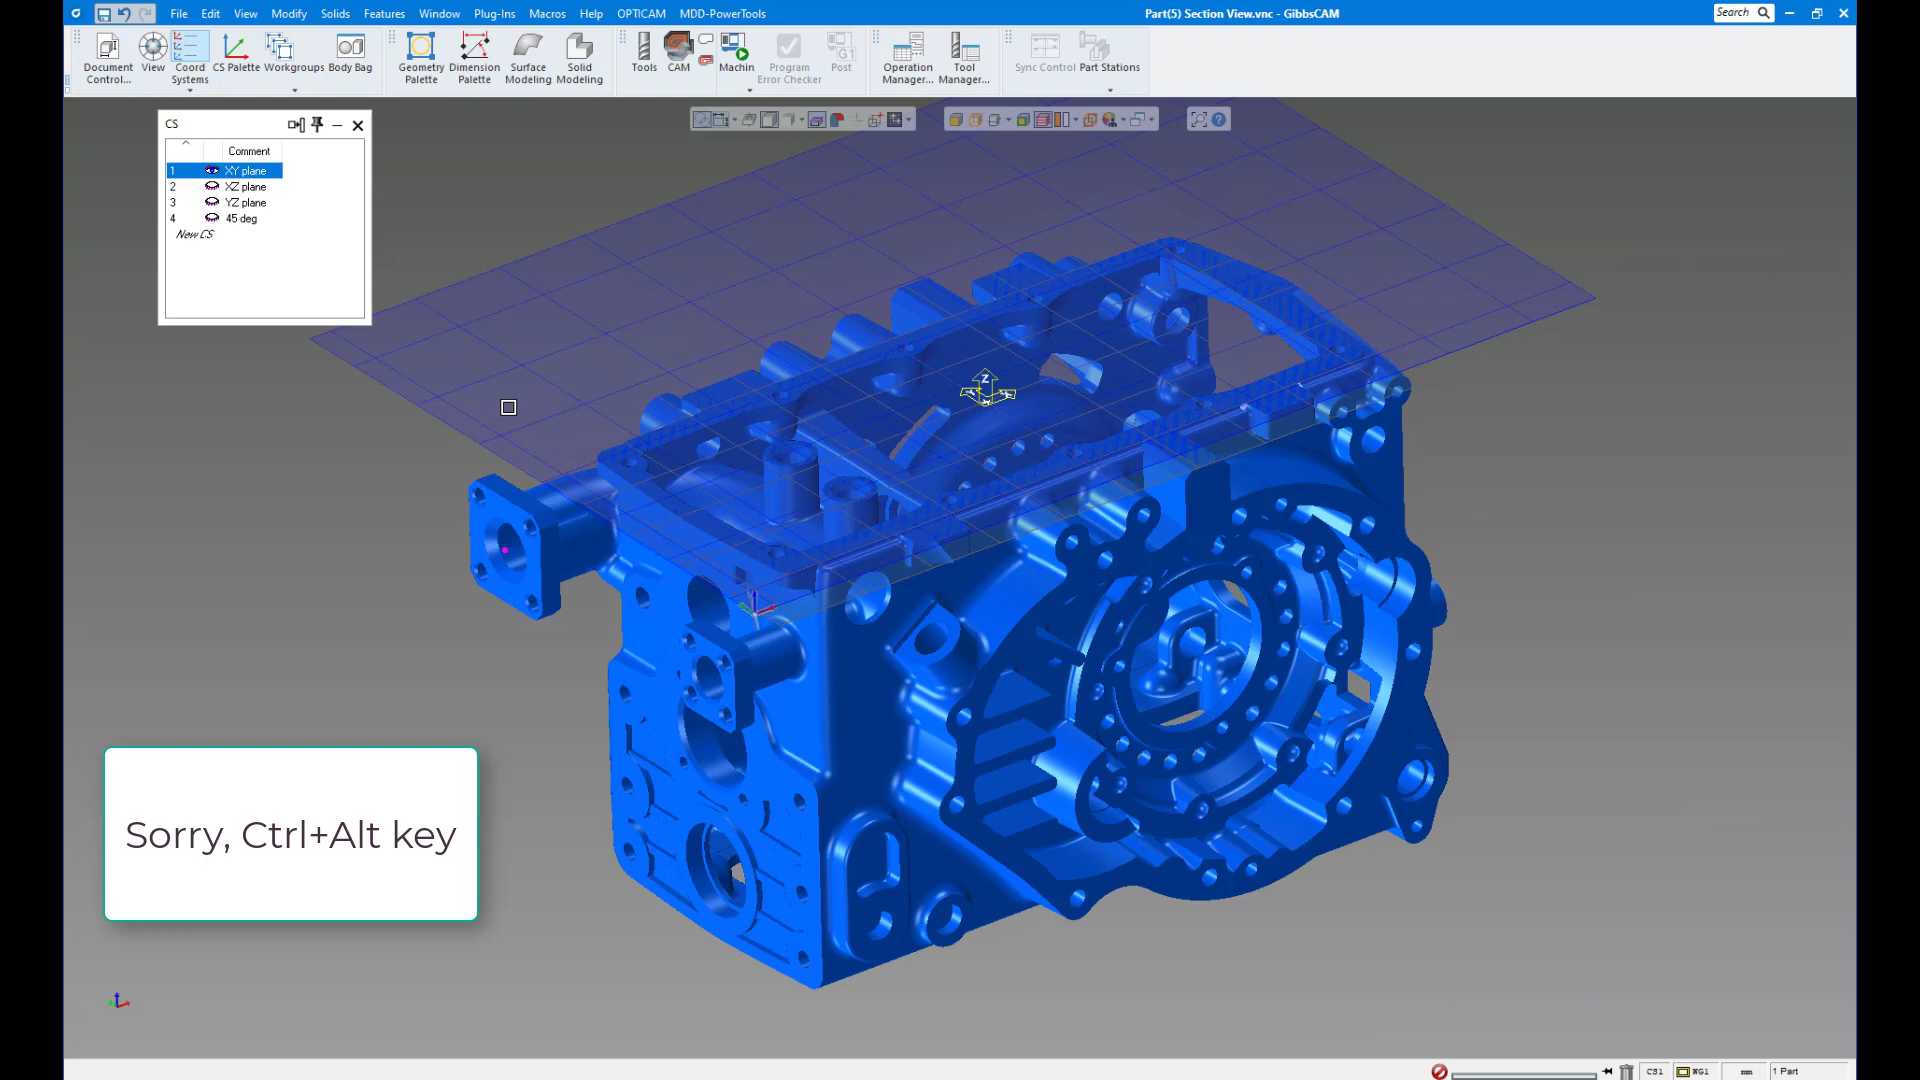 File Edit View Modify Solids Features Window Plug-Ins Macros Help OPTICAM MDD-PowerTools
Part(5) Section View.vnc - GibbsCAM
Search
Document Control...
View
Coord Systems
CS Palette
Workgroups
Body Bag
Geometry Palette
Dimension Palette
Surface Modeling
Solid Modeling
Tools
CAM
Machin
Program Error Checker
G1
Post
Operation Manager...
Tool Manager...
Sync Control
Part Stations
CS
Comment
1 XY plane
2 XZ plane
3 YZ plane
4 45 deg
New CS
Z
Sorry, Ctrl+Alt key
CS1 WG1 mm 1 Part